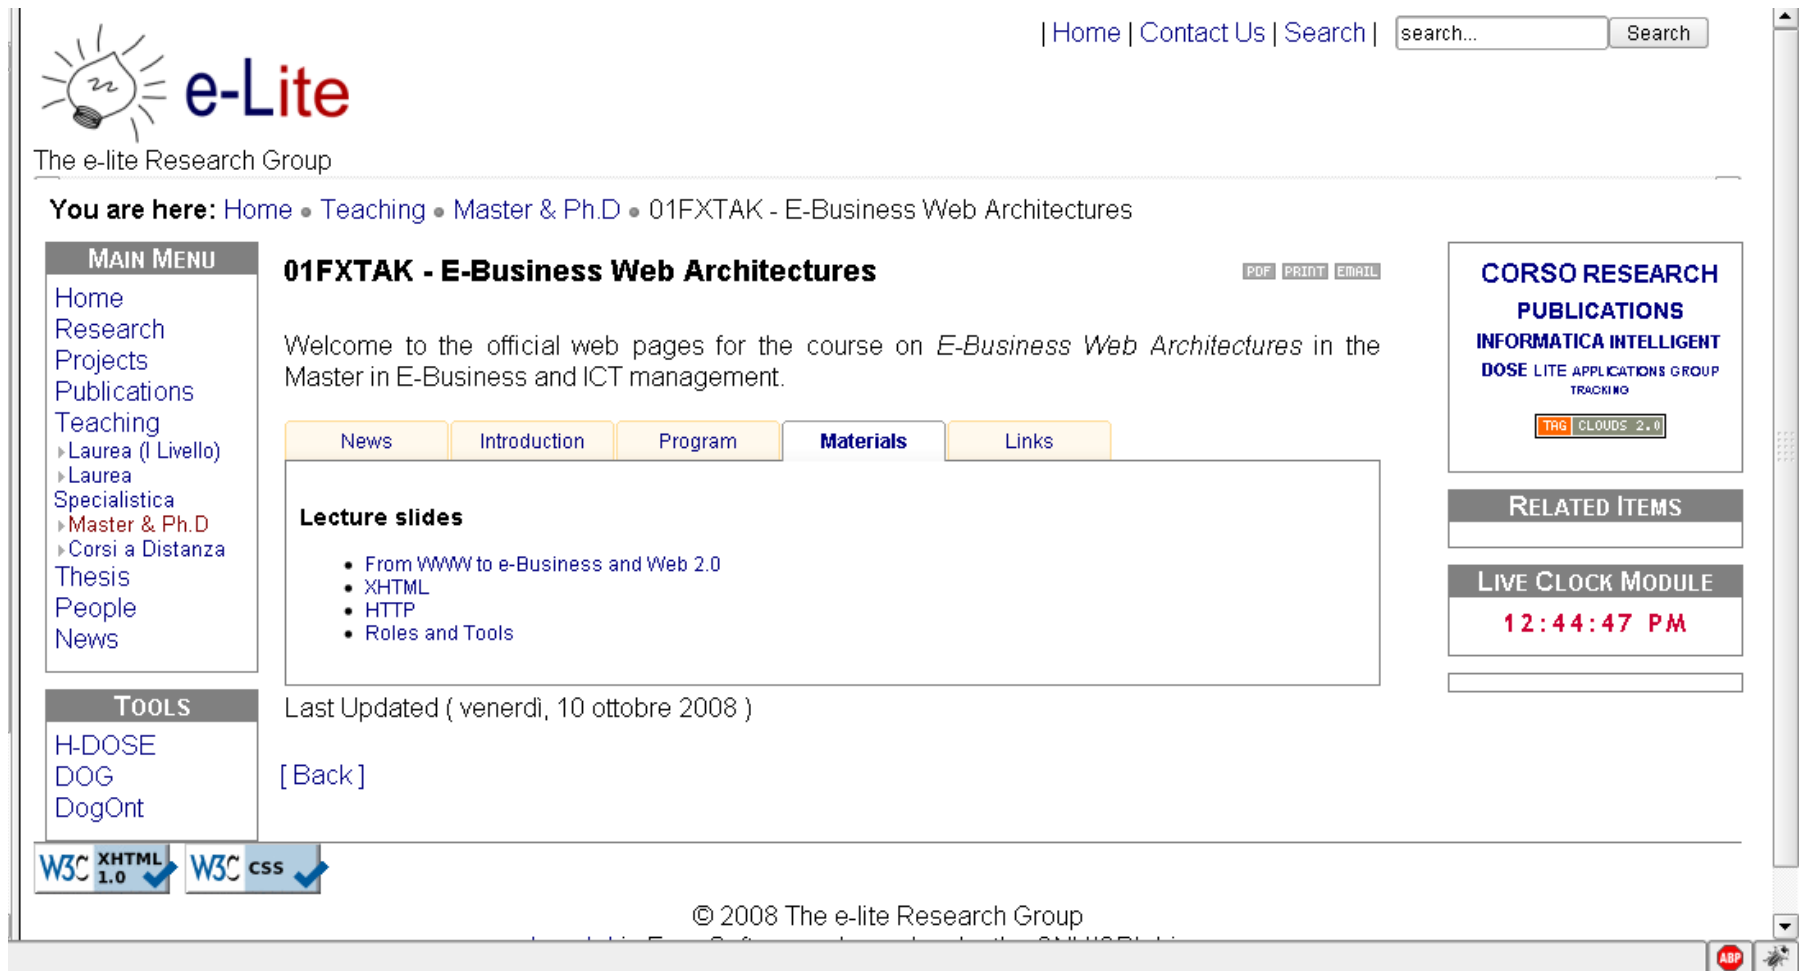 | Home | Contact Us | Search |
search...
Search
e-Lite
The e-lite Research Group
You are here: Home • Teaching • Master & Ph.D • 01FXTAK - E-Business Web Architectures
MAIN MENU
Home
Research
Projects
Publications
Teaching
Laurea (I Livello)
Laurea
Specialistica
Master & Ph.D
Corsi a Distanza
Thesis
People
News
TOOLS
H-DOSE
DOG
DogOnt
01FXTAK - E-Business Web Architectures
PDF PRINT EMAIL
Welcome to the official web pages for the course on E-Business Web Architectures in the
Master in E-Business and ICT management.
News
Introduction
Program
Materials
Links
Lecture slides
• From WWW to e-Business and Web 2.0
• XHTML
• HTTP
• Roles and Tools
Last Updated ( venerdì, 10 ottobre 2008 )
[ Back ]
CORSO RESEARCH
PUBLICATIONS
INFORMATICA INTELLIGENT
DOSE LITE APPLICATIONS GROUP
TRACKING
TAG CLOUDS 2.0
RELATED ITEMS
LIVE CLOCK MODULE
12:44:47 PM
W3C XHTML 1.0
W3C CSS
© 2008 The e-lite Research Group
ABP